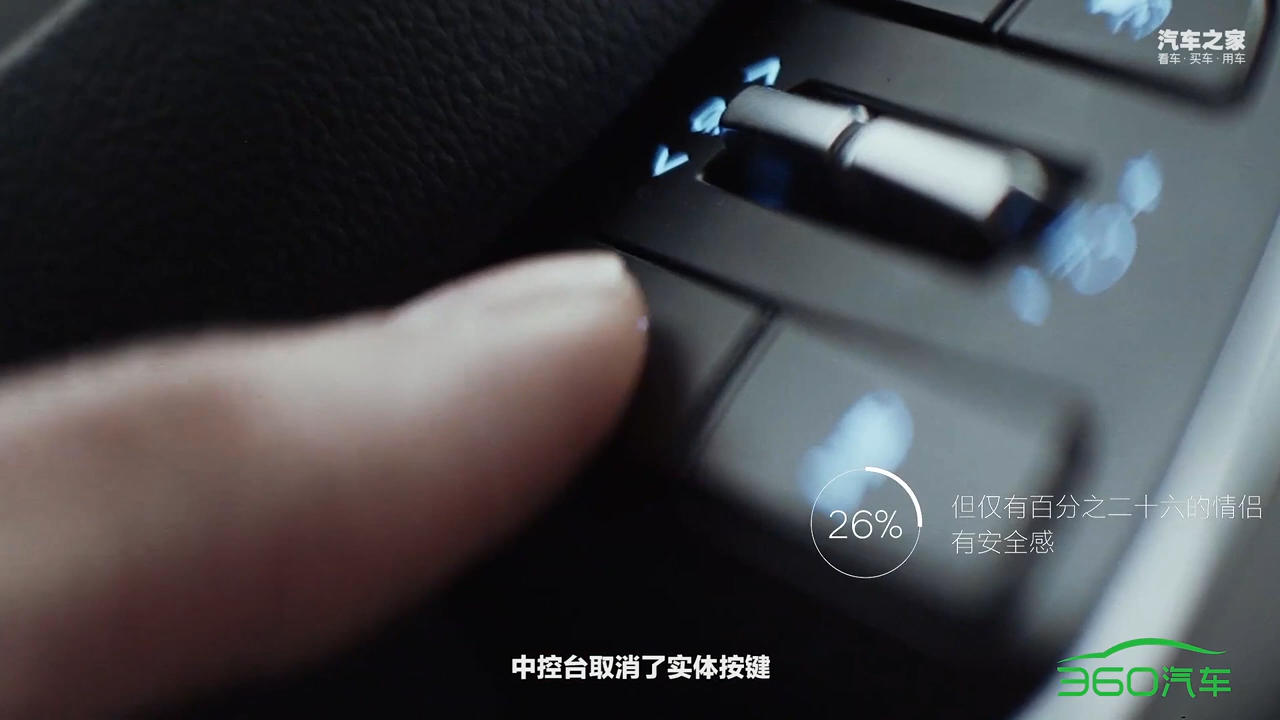 汽车之家
看车·买车·用车
26%
但仅有百分之二十六的情侣
有安全感
中控台取消了实体按键
360汽车